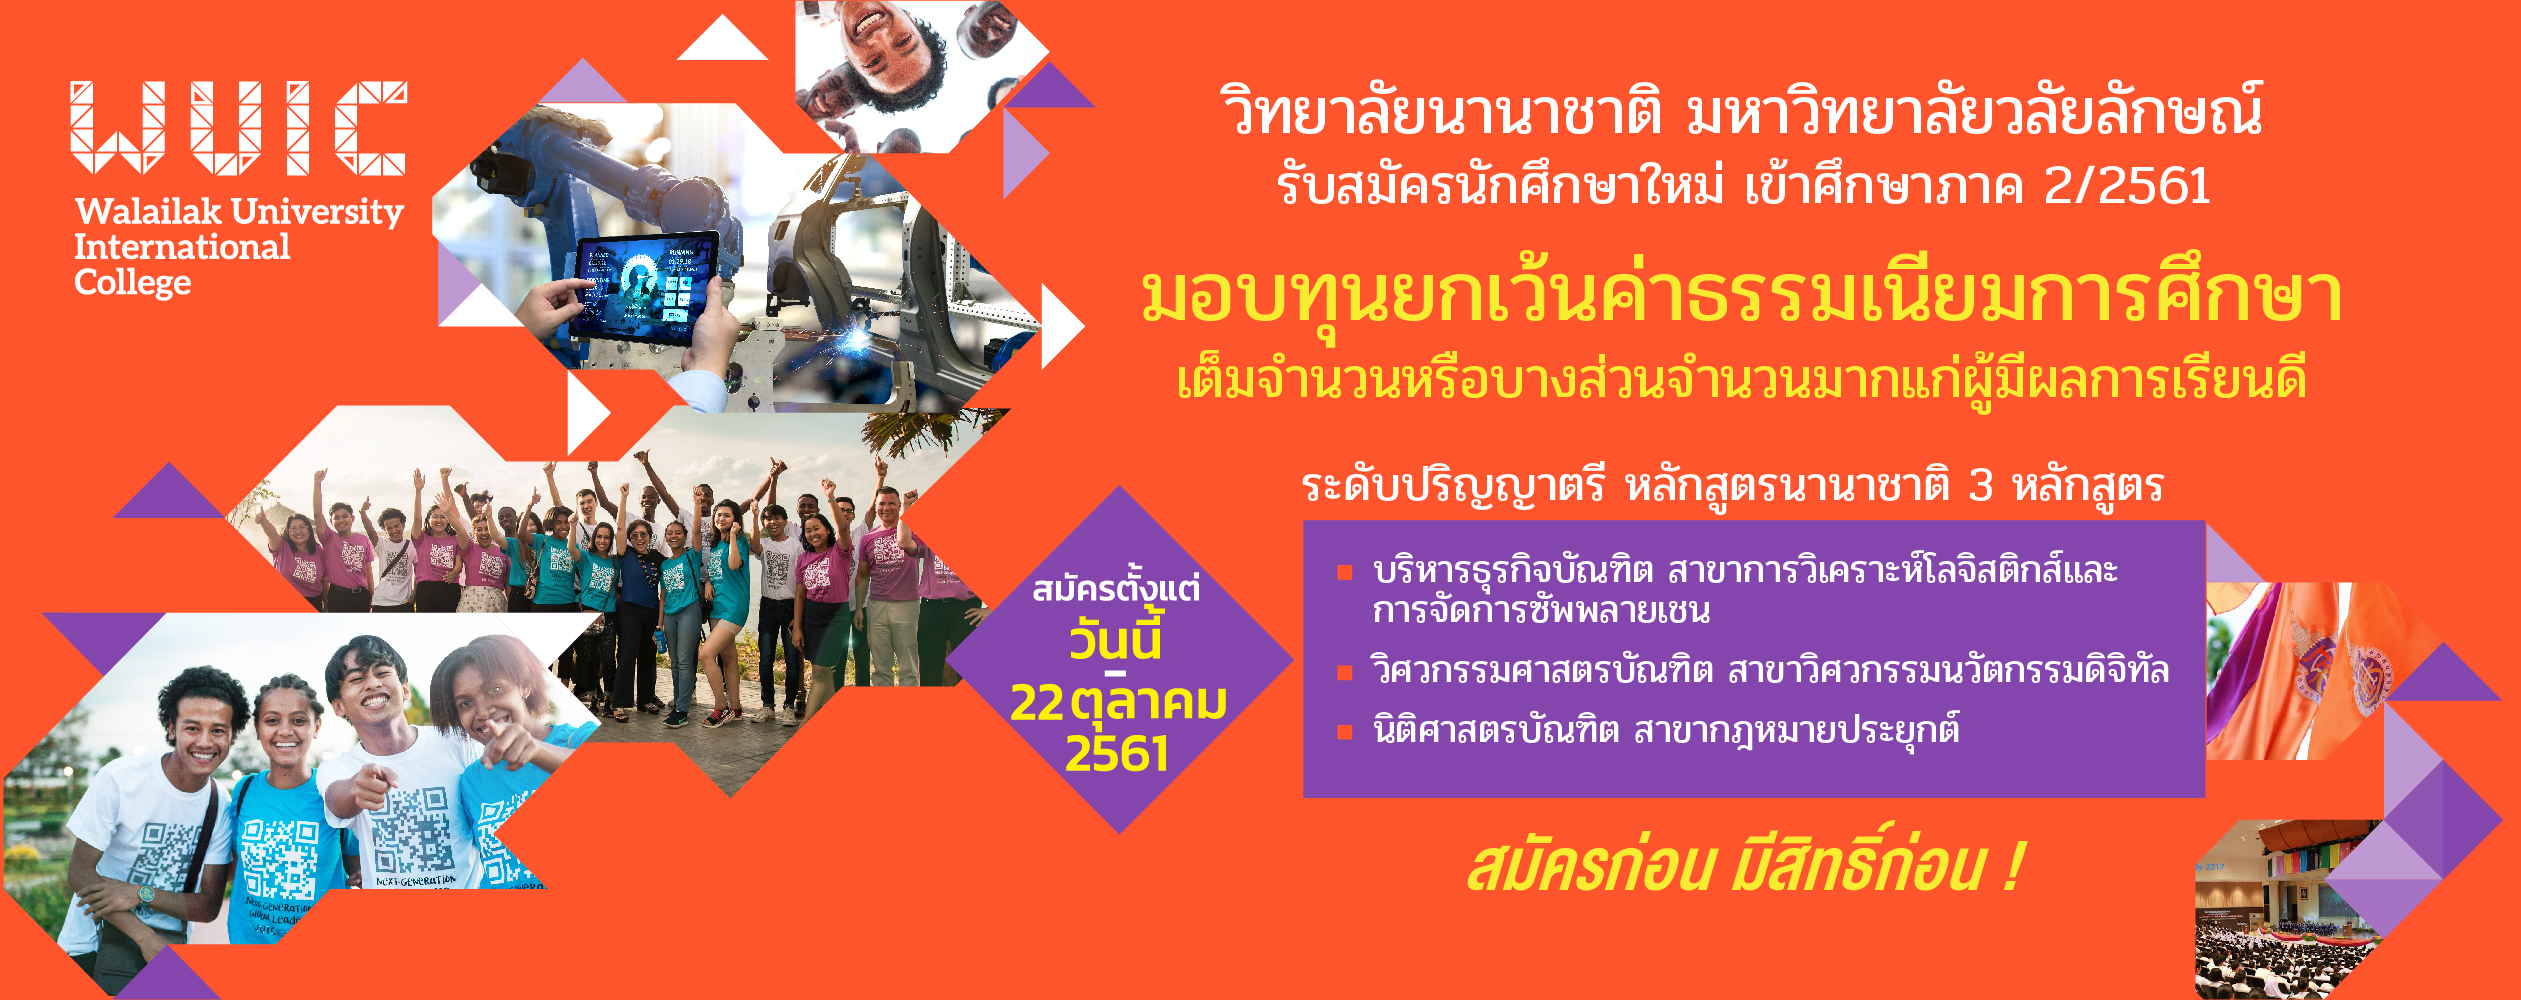 WUIC
Walailak University
International
College
วิทยาลัยนานาชาติ มหาวิทยาลัยวลัยลักษณ์
รับสมัครนักศึกษาใหม่ เข้าศึกษาภาค 2/2561
มอบทุนยกเว้นค่าธรรมเนียมการศึกษา
เต็มจำนวนหรือบางส่วนจำนวนมากแก่ผู้มีผลการเรียนดี
ระดับปริญญาตรี หลักสูตรนานาชาติ 3 หลักสูตร
บริหารธุรกิจบัณฑิต สาขาการวิเคราะห์โลจิสติกส์และ
การจัดการซัพพลายเชน
วิศวกรรมศาสตรบัณฑิต สาขาวิศวกรรมนวัตกรรมดิจิทัล
นิติศาสตรบัณฑิต สาขากฎหมายประยุกต์
สมัครตั้งแต่
วันนี้
-
22 ตุลาคม
2561
สมัครก่อน มีสิทธิ์ก่อน !
RUNNING
NEXT-GENERATION
NEXT-GENERATION
Global Leade
WUIC
y 2017